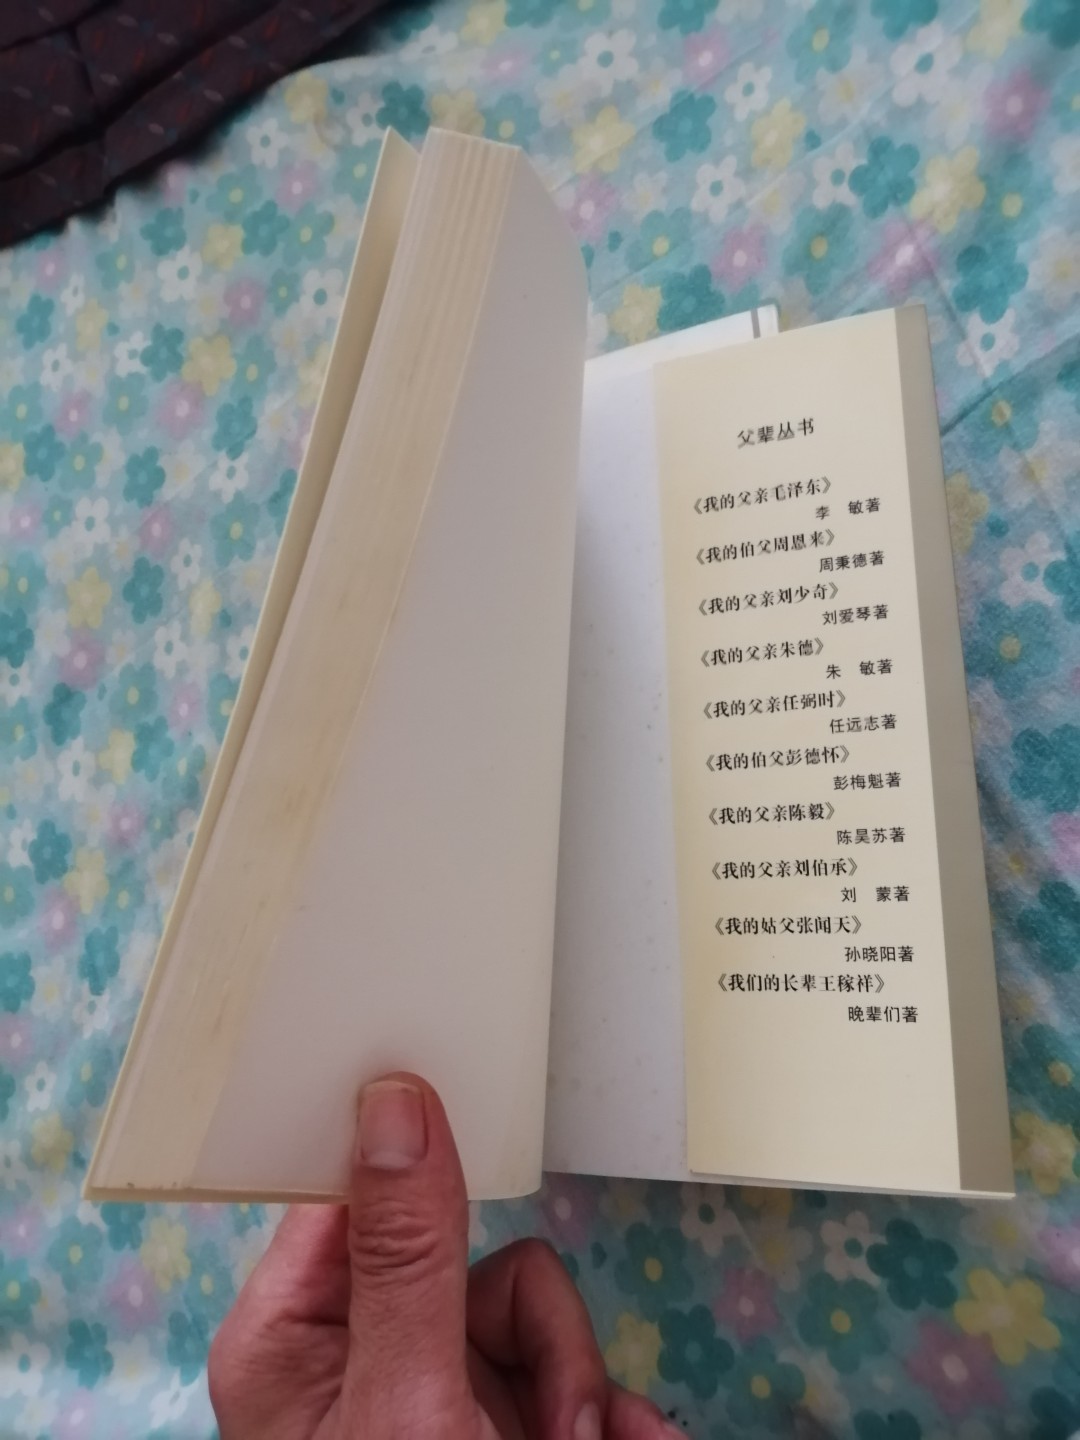 父辈丛书
《我的父亲毛泽东》
李　敏著
《我的伯父周恩来》
周秉德著
《我的父亲刘少奇》
刘爱琴著
《我的父亲朱德》
朱　敏著
《我的父亲任弼时》
任远志著
《我的伯父彭德怀》
彭梅魁著
《我的父亲陈毅》
陈昊苏著
《我的父亲刘伯承》
刘　蒙著
《我的姑父张闻天》
孙晓阳著
《我们的长辈王稼祥》
晚辈们著